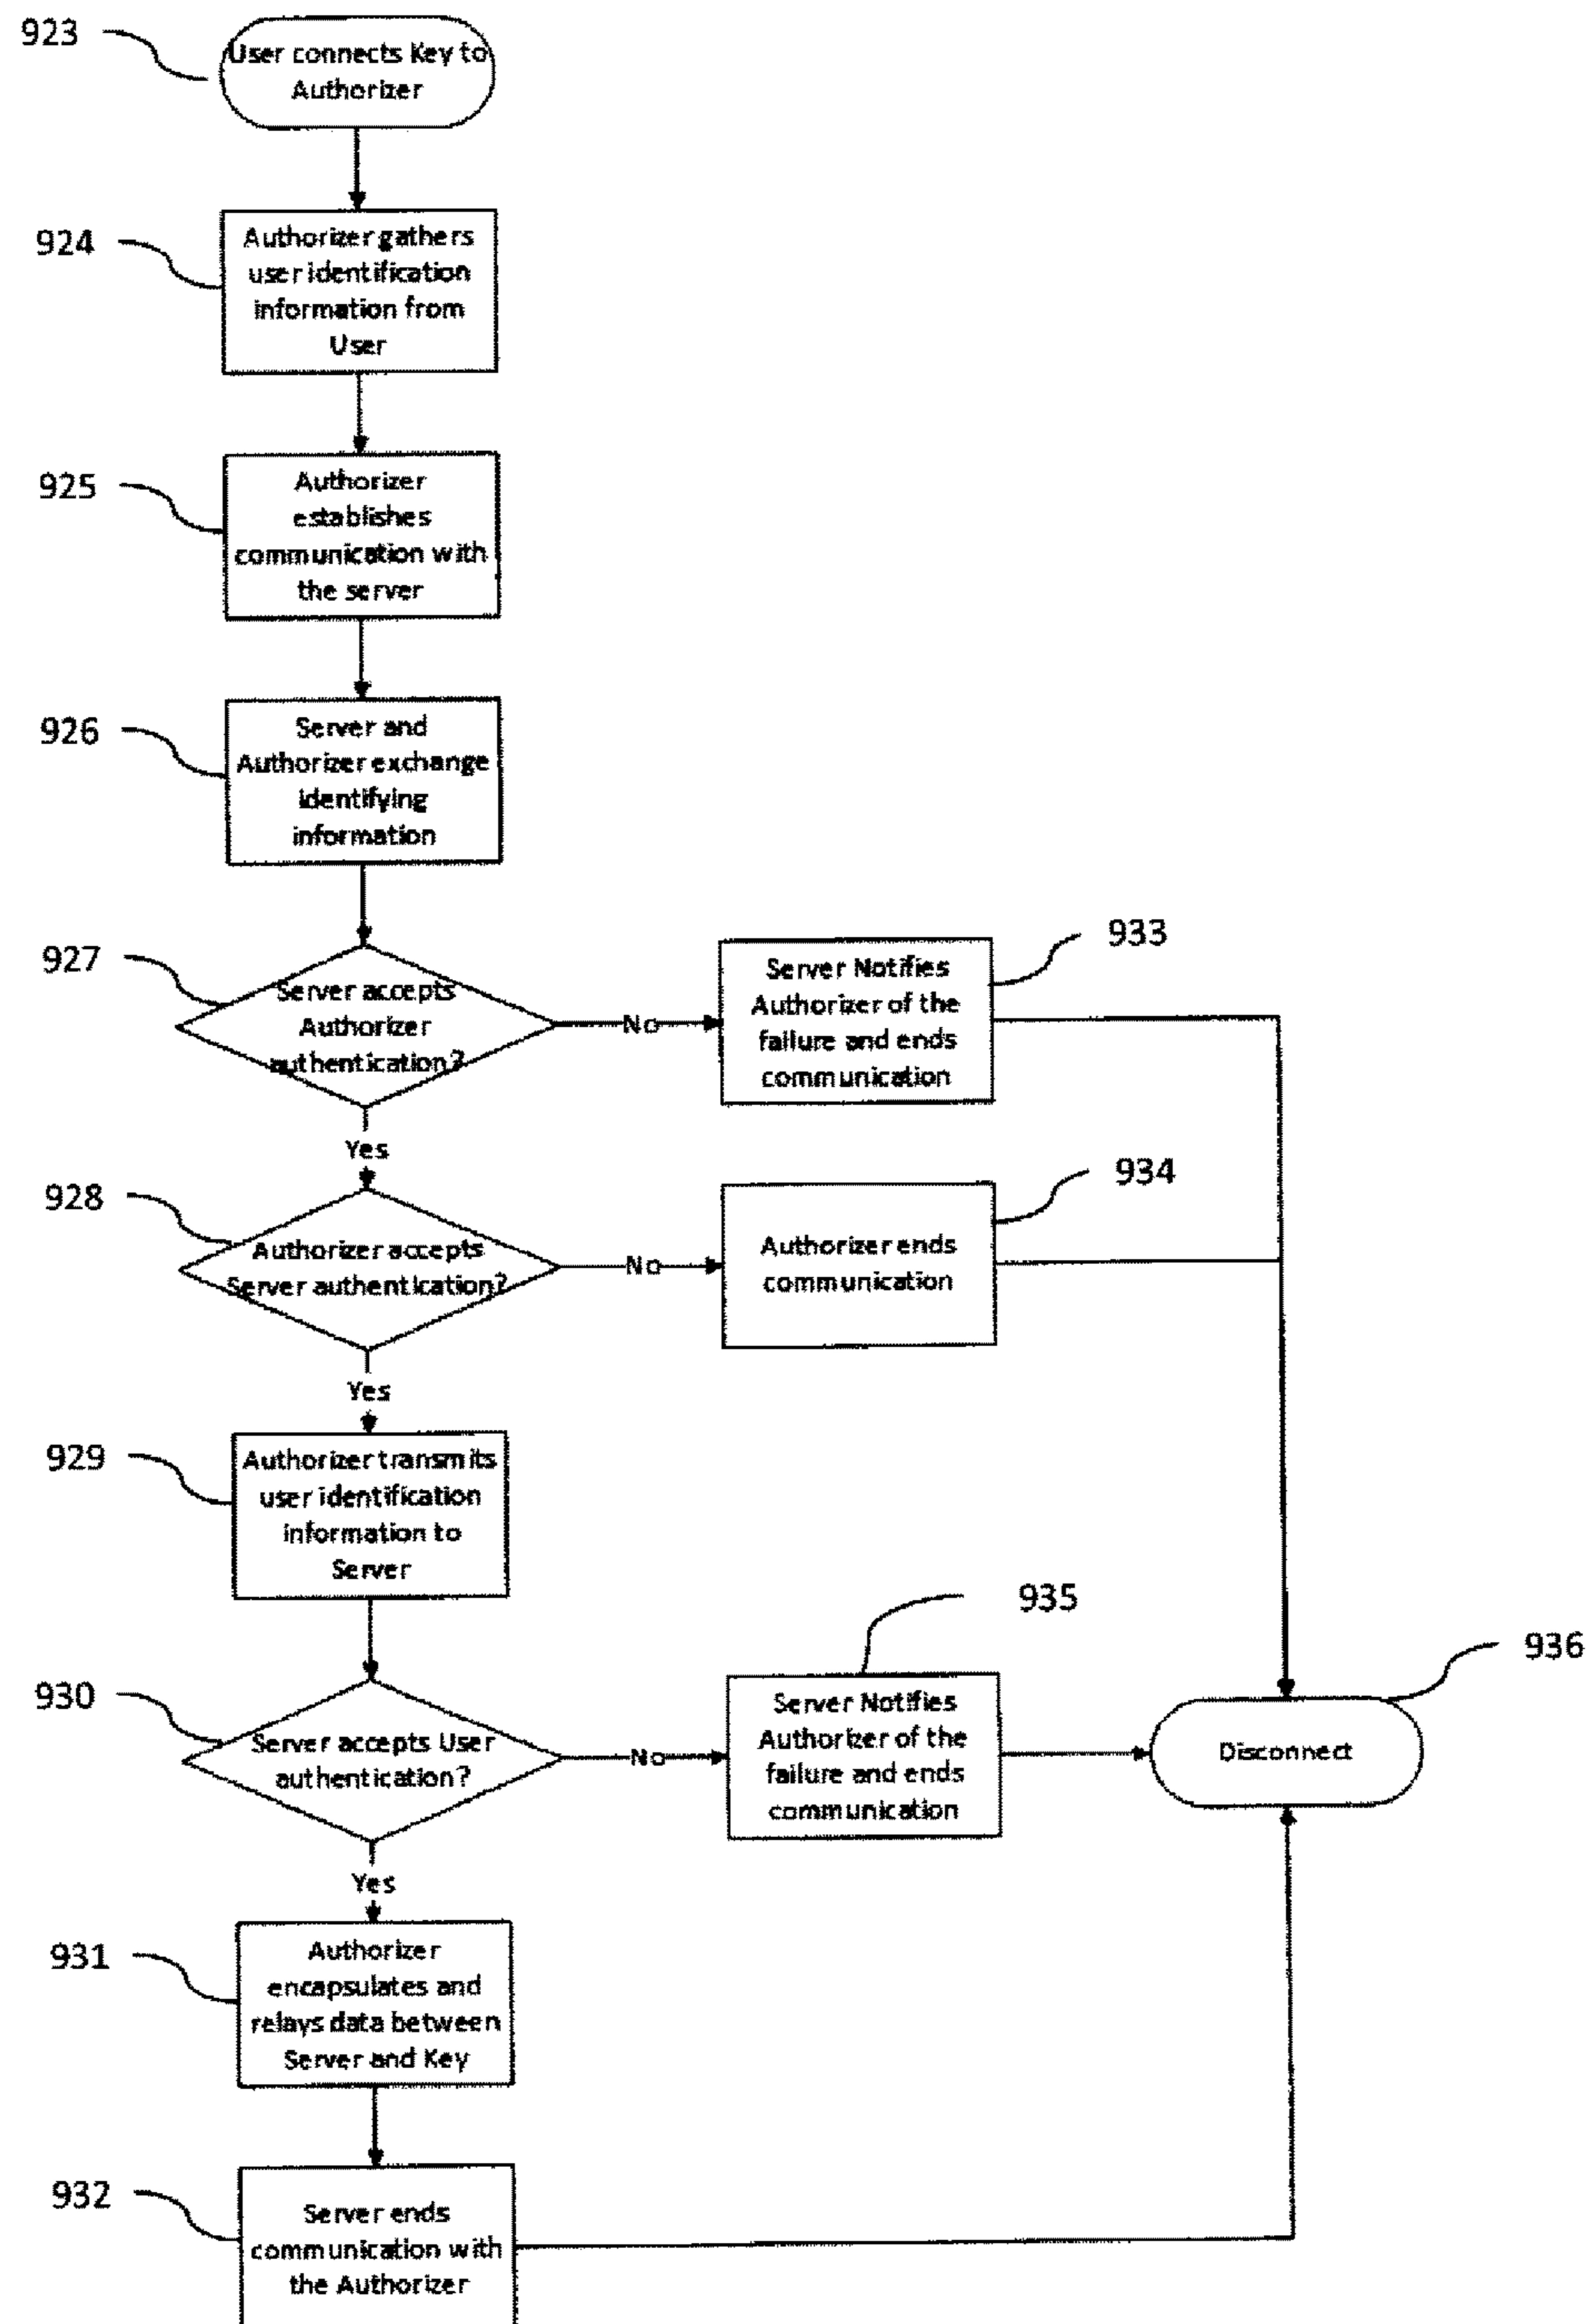 923
User connects Key to
Authorizer
924
Authorizer gathers
user identification
information from
User
925
Authorizer
establishes
communication with
the server
926
Server and
Authorizer exchange
identifying
information
927
Server accepts
Authorizer
authentication?
No
933
Server Notifies
Authorizer of the
failure and ends
communication
Yes
928
Authorizer accepts
Server authentication?
No
934
Authorizer ends
communication
Yes
929
Authorizer transmits
user identification
information to
Server
930
Server accepts User
authentication?
No
935
Server Notifies
Authorizer of the
failure and ends
communication
936
Disconnect
Yes
931
Authorizer
encapsulates and
relays data between
Server and Key
932
Server ends
communication with
the Authorizer